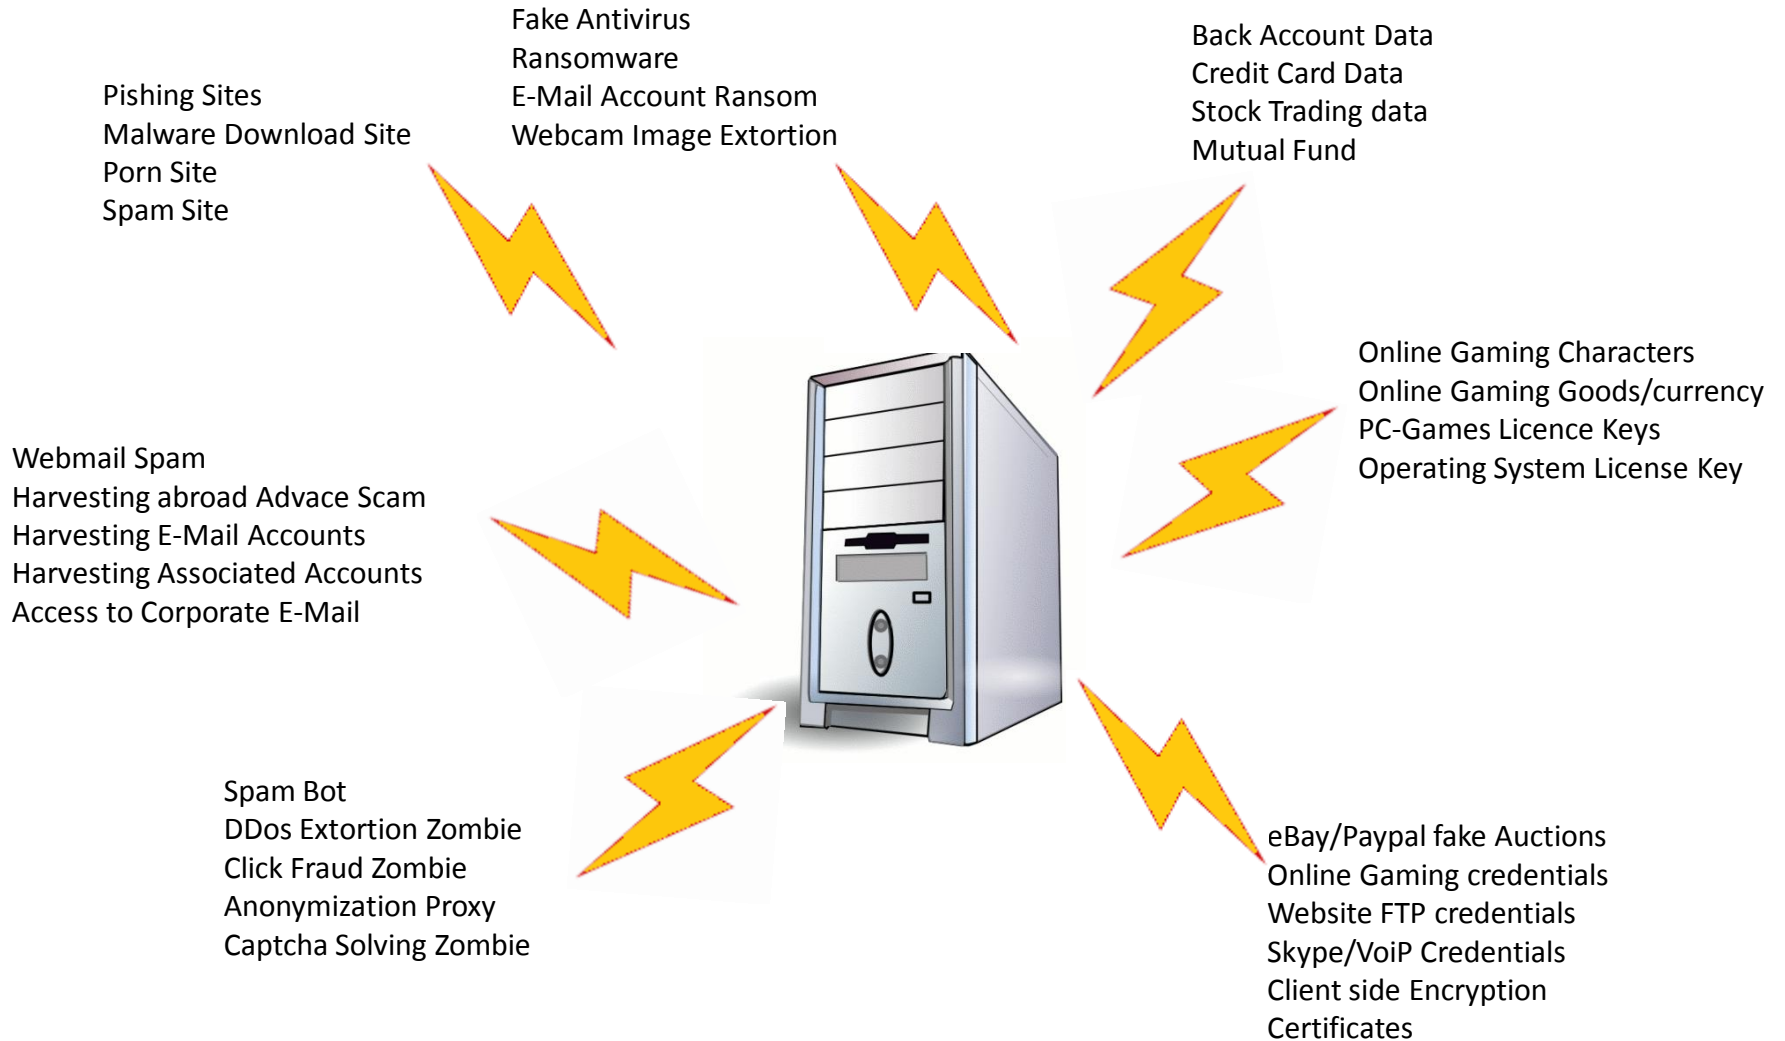 Fake Antivirus
Ransomware
E-Mail Account Ransom
Webcam Image Extortion
Back Account Data
Credit Card Data
Stock Trading data
Mutual Fund
Pishing Sites
Malware Download Site
Porn Site
Spam Site
Online Gaming Characters
Online Gaming Goods/currency
PC-Games Licence Keys
Operating System License Key
Webmail Spam
Harvesting abroad Advace Scam
Harvesting E-Mail Accounts
Harvesting Associated Accounts
Access to Corporate E-Mail
Spam Bot
DDos Extortion Zombie
Click Fraud Zombie
Anonymization Proxy
Captcha Solving Zombie
eBay/Paypal fake Auctions
Online Gaming credentials
Website FTP credentials
Skype/VoiP Credentials
Client side Encryption
Certificates